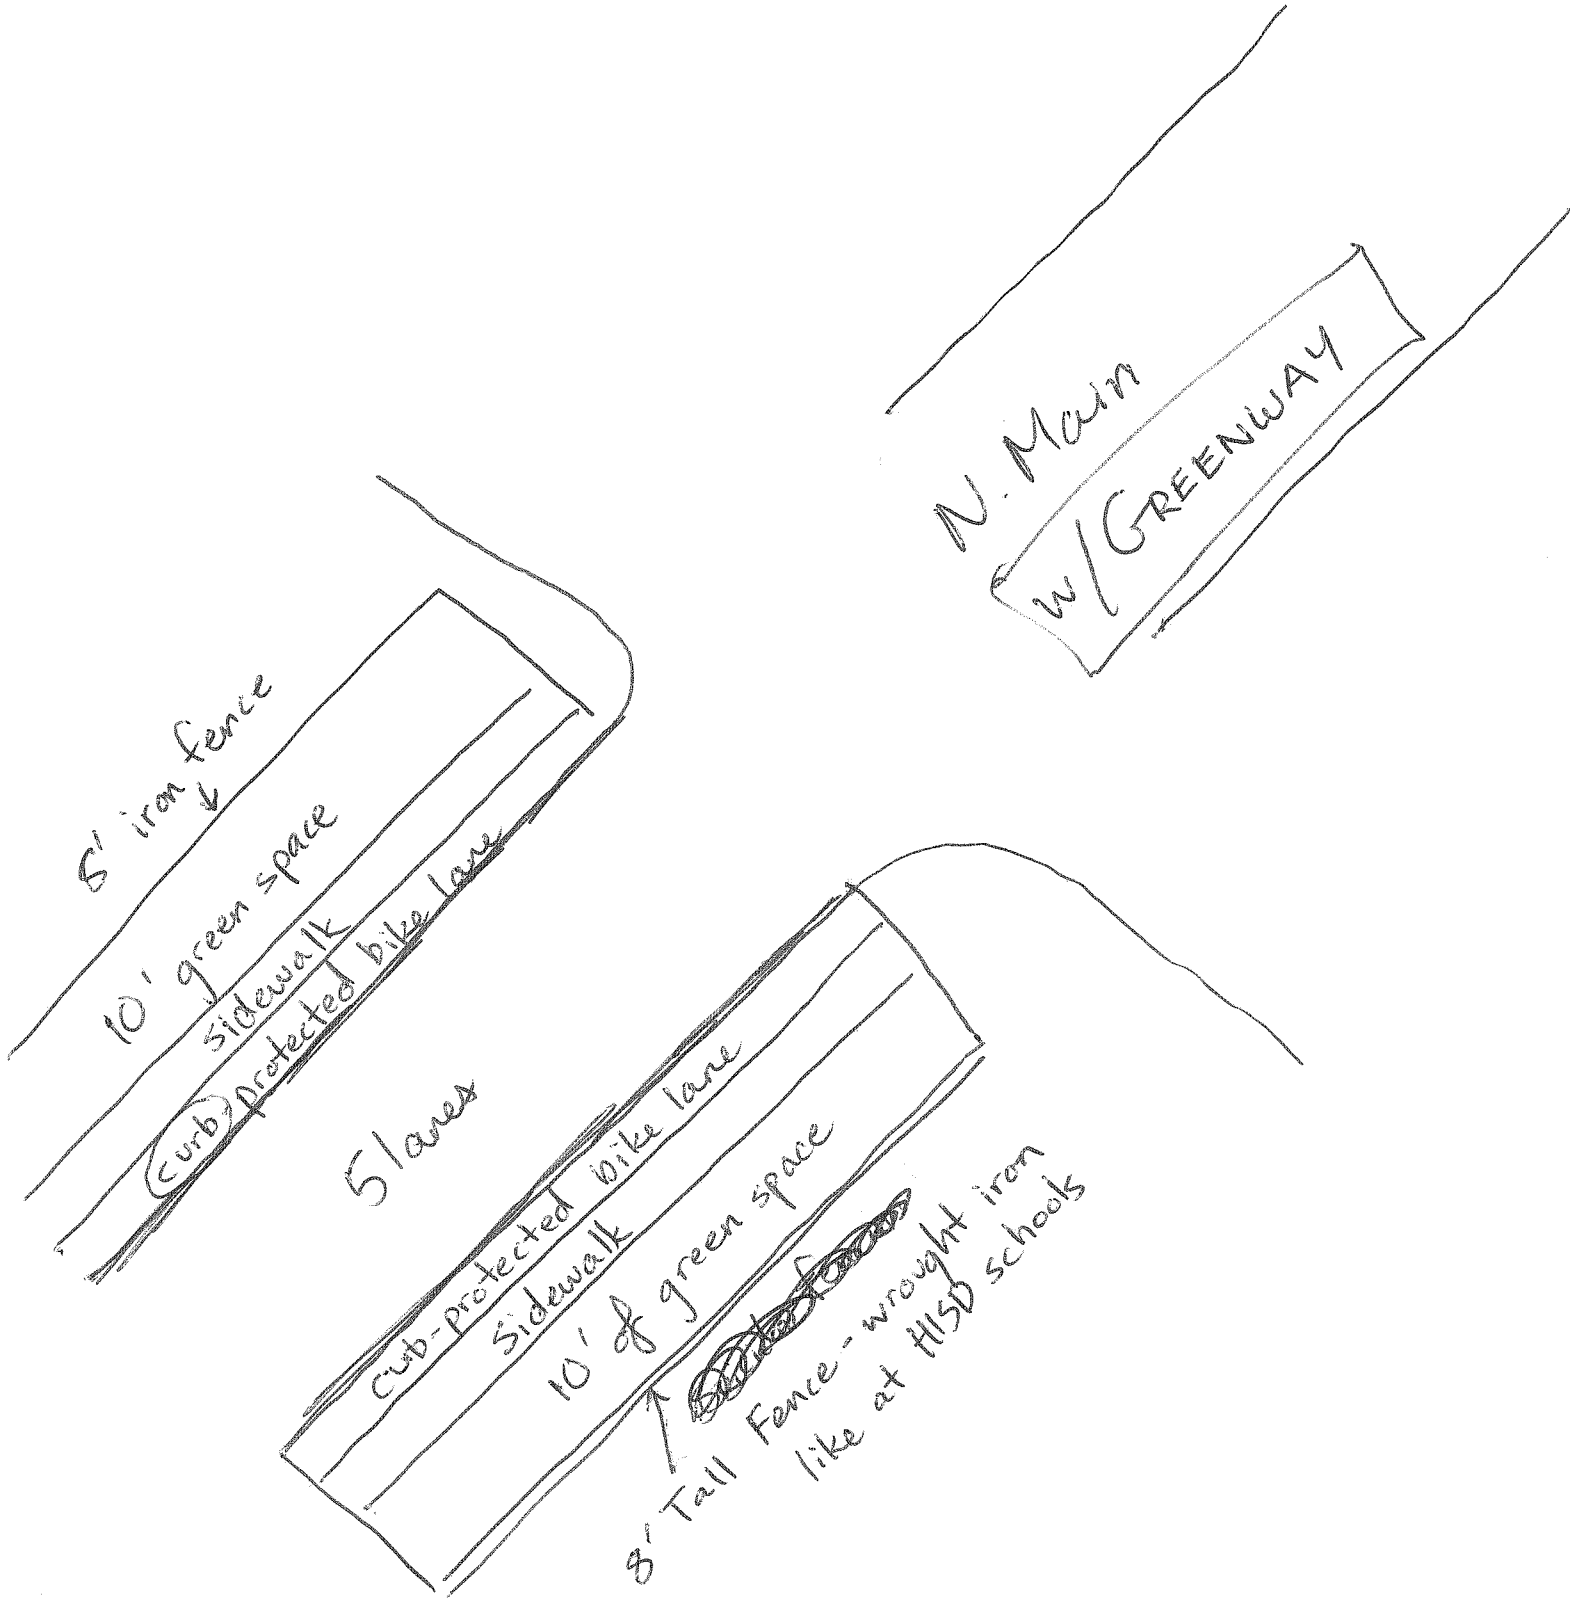 N. Main
w/ GREENWAY
8' iron fence
10' green space
sidewalk
curb-protected bike lane
5 lanes
cub-protected bike lane
sidewalk
10' of green space
8' Tall Fence - wrought iron
like at HISD schools